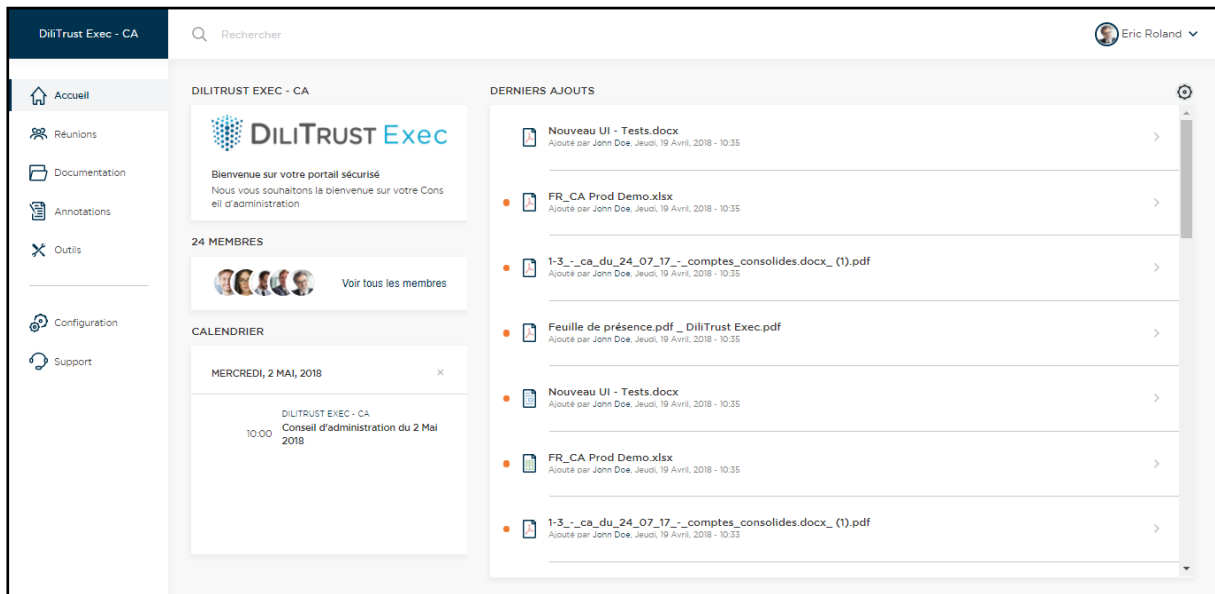 DiliTrust Exec - CA
Rechercher
Eric Roland
Accueil
Réunions
Documentation
Annotations
Outils
Configuration
Support
DILITRUST EXEC - CA
DILITRUST Exec
Bienvenue sur votre portail sécurisé
Nous vous souhaitons la bienvenue sur votre Cons
eil d'administration
24 MEMBRES
Voir tous les membres
CALENDRIER
MERCREDI, 2 MAI, 2018
×
DILITRUST EXEC - CA
10:00 Conseil d'administration du 2 Mai
2018
DERNIERS AJOUTS
Nouveau UI - Tests.docx
Ajouté par John Doe, Jeudi, 19 Avril, 2018 - 10:35
FR_CA Prod Demo.xlsx
Ajouté par John Doe, Jeudi, 19 Avril, 2018 - 10:35
1-3_-_ca_du_24_07_17_-_comptes_consolides.docx_ (1).pdf
Ajouté par John Doe, Jeudi, 19 Avril, 2018 - 10:35
Feuille de présence.pdf _ DiliTrust Exec.pdf
Ajouté par John Doe, Jeudi, 19 Avril, 2018 - 10:35
Nouveau UI - Tests.docx
Ajouté par John Doe, Jeudi, 19 Avril, 2018 - 10:35
FR_CA Prod Demo.xlsx
Ajouté par John Doe, Jeudi, 19 Avril, 2018 - 10:35
1-3_-_ca_du_24_07_17_-_comptes_consolides.docx_ (1).pdf
Ajouté par John Doe, Jeudi, 19 Avril, 2018 - 10:33